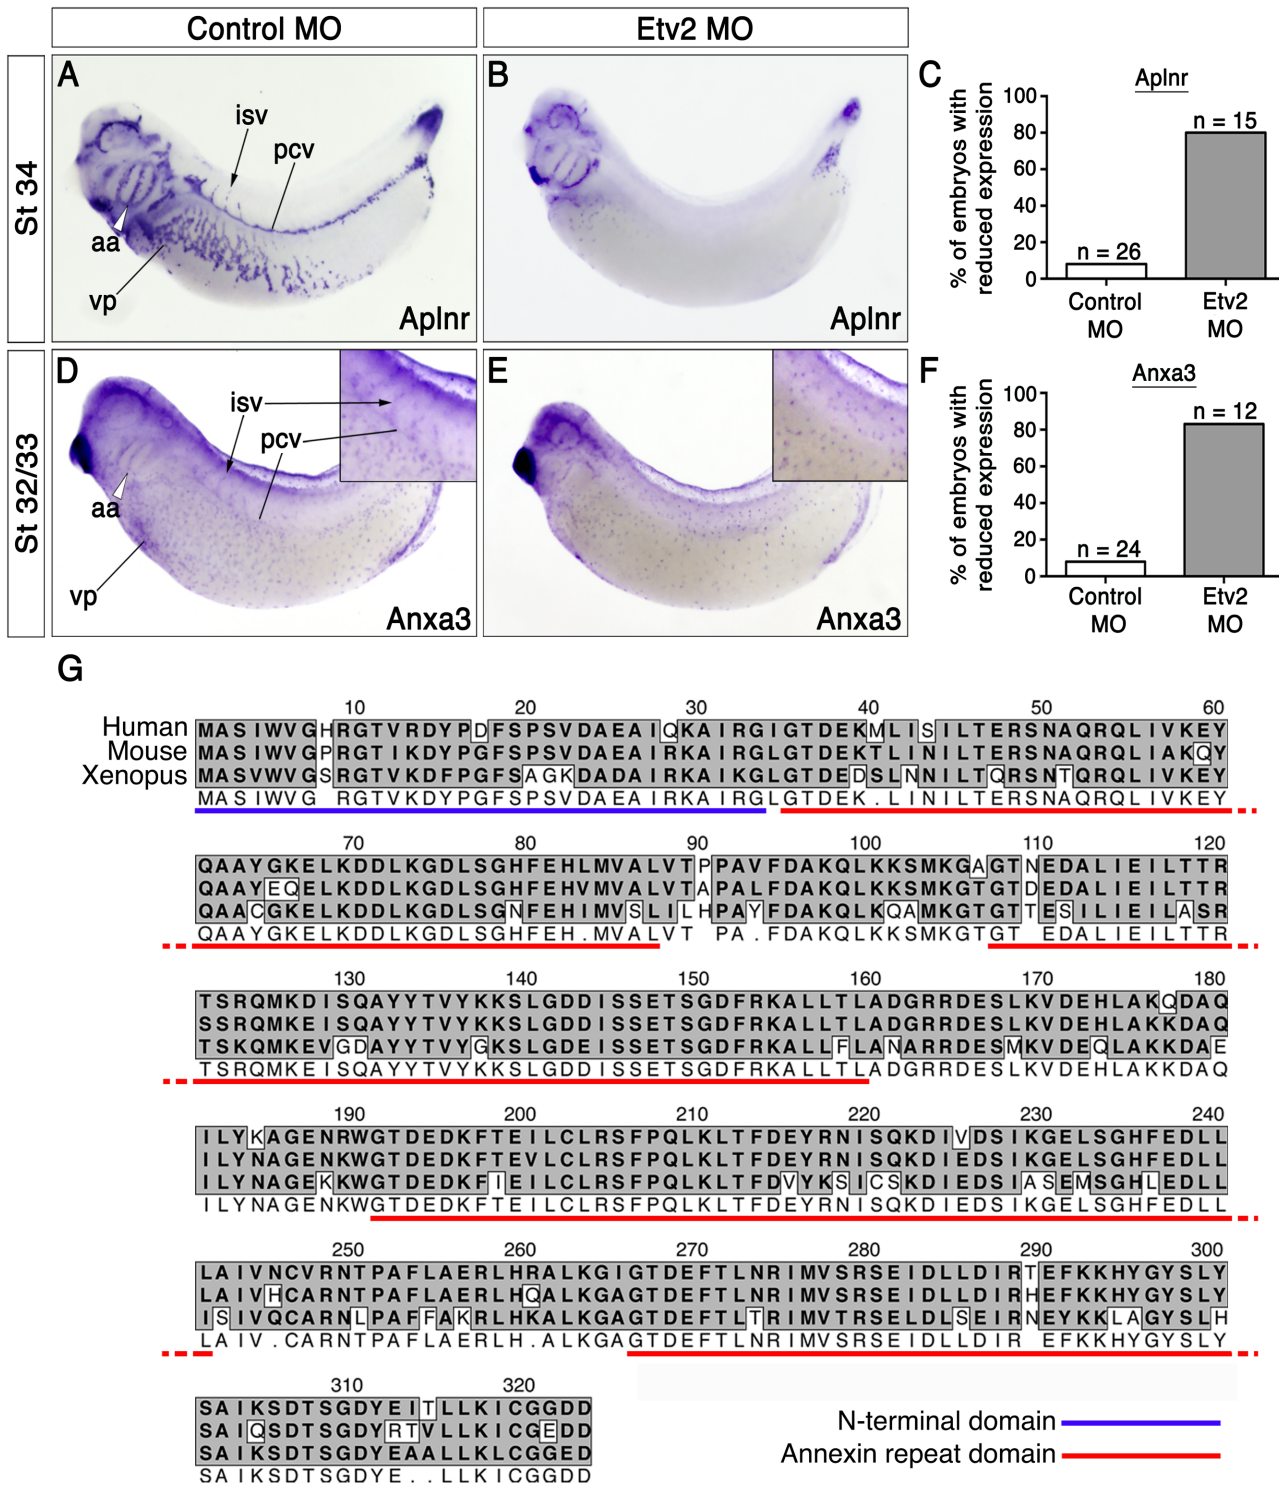 Control MO
Etv2 MO
St 34
A
isv
pcv
aa
vp
Aplnr
B
Aplnr
C
Aplnr
% of embryos with
reduced expression
100
80
60
40
20
0
n = 26
n = 15
Control
MO
Etv2
MO
St 32/33
D
isv
pcv
aa
vp
Anxa3
E
Anxa3
F
Anxa3
% of embryos with
reduced expression
100
80
60
40
20
0
n = 24
n = 12
Control
MO
Etv2
MO
G
10 20 30 40 50 60
Human MASIWVGHRGTVRDYPDFSPSVDAEAIQKAIRGIGTDEKMLISILTERSNAQRQLIVKEY
Mouse MASIWVGPRGTIKDYPGFSPSVDAEAIRKAIRGLGTDEKTLINILTERSNAQRQLIAKQY
Xenopus MASVWVGSRGTVKDFPGFSAGKDADAIRKAIKGLGTDEDSLNNILTQRSNTQRQLIVKEY
MASIWVG RGTVKDYPGFSPSVDAEAIRKAIRGLGTDEK.LINILTERSNAQRQLIVKEY
70 80 90 100 110 120
QAAYGKELKDDLKGDLSGHFEHLMVALVTPPAVFDAKQLKKSMKGAGTNEDALIEILTTR
QAAYEQELKDDLKGDLSGHFEHVMVALVTAPALFDAKQLKKSMKGTGTDEDALIEILTTR
QAACGKELKDDLKGDLSGNFEHIMVSLILHPAYFDAKQLKQAMKGTGTTESILIEILASR
QAAYGKELKDDLKGDLSGHFEH.MVALVT PA.FDAKQLKKSMKGTGT EDALIEILTTR
130 140 150 160 170 180
TSRQMKDISQAYYTVYKKSLGDDISSETSGDFRKALLTLADGRRDESLKVDEHLAKQDAQ
SSRQMKEISQAYYTVYKKSLGDDISSETSGDFRKALLTLADGRRDESLKVDEHLAKKDAQ
TSKQMKEVGDAYYTVYGKSLGDEISSETSGDFRKALLFLANARRDESMKVDEQLAKKDAE
TSRQMKEISQAYYTVYKKSLGDDISSETSGDFRKALLTLADGRRDESLKVDEHLAKKDAQ
190 200 210 220 230 240
ILYKAGENRWGTDEDKFTEILCLRSFPQLKLTFDEYRNISQKDIVDSIKGELSGHFEDLL
ILYNAGENKWGTDEDKFTEVLCLRSFPQLKLTFDEYRNISQKDIEDSIKGELSGHFEDLL
ILYNAGEKKWGTDEDKFIEILCLRSFPQLKLTFDVYKSICSKDIEDSIASEMSGHLEDLL
ILYNAGENKWGTDEDKFTEILCLRSFPQLKLTFDEYRNISQKDIEDSIKGELSGHFEDLL
250 260 270 280 290 300
LAIVNCVRNTPAFLAERLHRALKGIGTDEFTLNRIMVSRSEIDLLDIRTEFKKHYGYSLY
LAIVHCARNTPAFLAERLHQALKGAGTDEFTLNRIMVSRSEIDLLDIRHEFKKHYGYSLY
ISIVQCARNLPAFFAKRLHKALKGAGTDEFTLTRIMVTRSELDLSEIRNEYKKLAGYSLH
LAIV.CARNTPAFLAERLH.ALKGAGTDEFTLNRIMVSRSEIDLLDIR EFKKHYGYSLY
310 320
SAIKSDTSGDYEITLLKICGGDD
SAIQSDTSGDYRTVLLKICGEDD
SAIKSDTSGDYEAALLKLCGGED
SAIKSDTSGDYE..LLKICGGDD
N-terminal domain
Annexin repeat domain